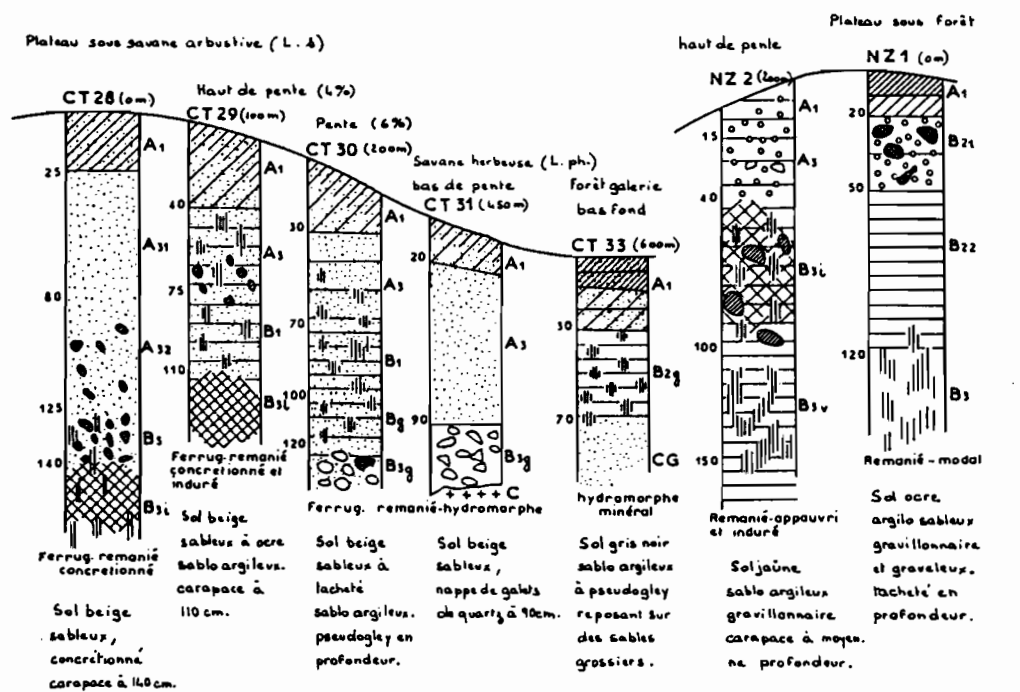 Plateau sous savane arbustive (L. s)
Haut de pente (4%)
Pente (6%)
Savane herbeuse (L. ph.)
bas de pente
Forêt galerie
bas fond
haut de pente
Plateau sous forêt
CT 28 (0m)
A1
25
A31
80
A32
125
B3
140
B3i
Ferrug. remanié
concretionné
Sol beige
sableux,
concrétionné
carapace à 140 cm.
CT 29 (100m)
A1
40
A3
75
B1
110
B3i
Ferrug-remanié
concretionné et
induré
Sol beige
sableux à ocre
sablo argileux.
carapace à
110 cm.
CT 30 (200m)
A1
30
A3
70
B1
100
Bg
120
B3g
Ferrug. remanié-hydromorphe
Sol beige
sableux à
tacheté
sablo argileux.
pseudogley en
profondeur.
CT 31 (450m)
20
A1
A3
90
B3g
C
Sol beige
sableux,
nappe de galets
de quartz à 90cm.
CT 33 (600m)
A1
30
B2g
70
CG
hydromorphe
minéral
Sol gris noir
sablo argileux
à pseudogley
reposant sur
des sables
grossiers.
NZ 2 (200m)
A1
15
A3
40
B3i
100
B3v
150
Remanié-appauvri
et induré
Sol jaûne
sablo argileux
gravillonnaire
carapace à moyen.
ne profondeur.
NZ 1 (0m)
A1
20
B21
50
B22
120
B3
Remanié-modal
Sol ocre
argilo sableux
gravillonnaire
et graveleux.
tacheté en
profondeur.